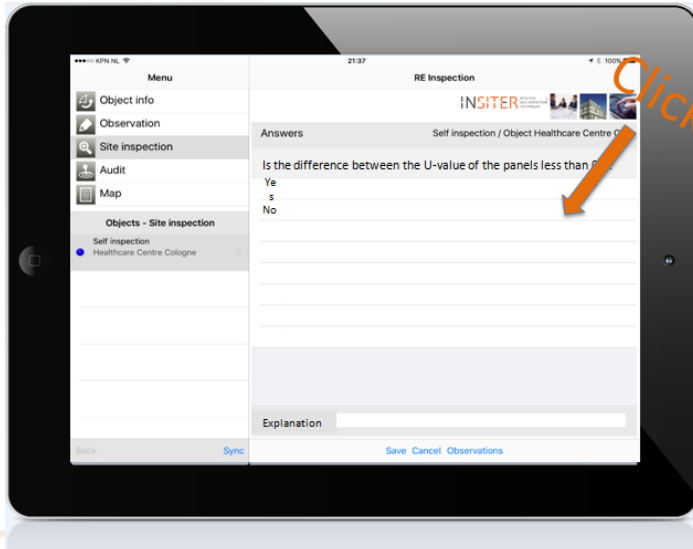 KPN NL 21:37 100%
Menu
RE Inspection
Object info
INSITER
Observation
Answers Self inspection / Object Healthcare Centre
Site inspection
Is the difference between the U-value of the panels less than
Audit
Ye
s
Map
No
Objects - Site inspection
Self inspection
Healthcare Centre Cologne
Explanation
Back Sync
Save Cancel Observations
Click